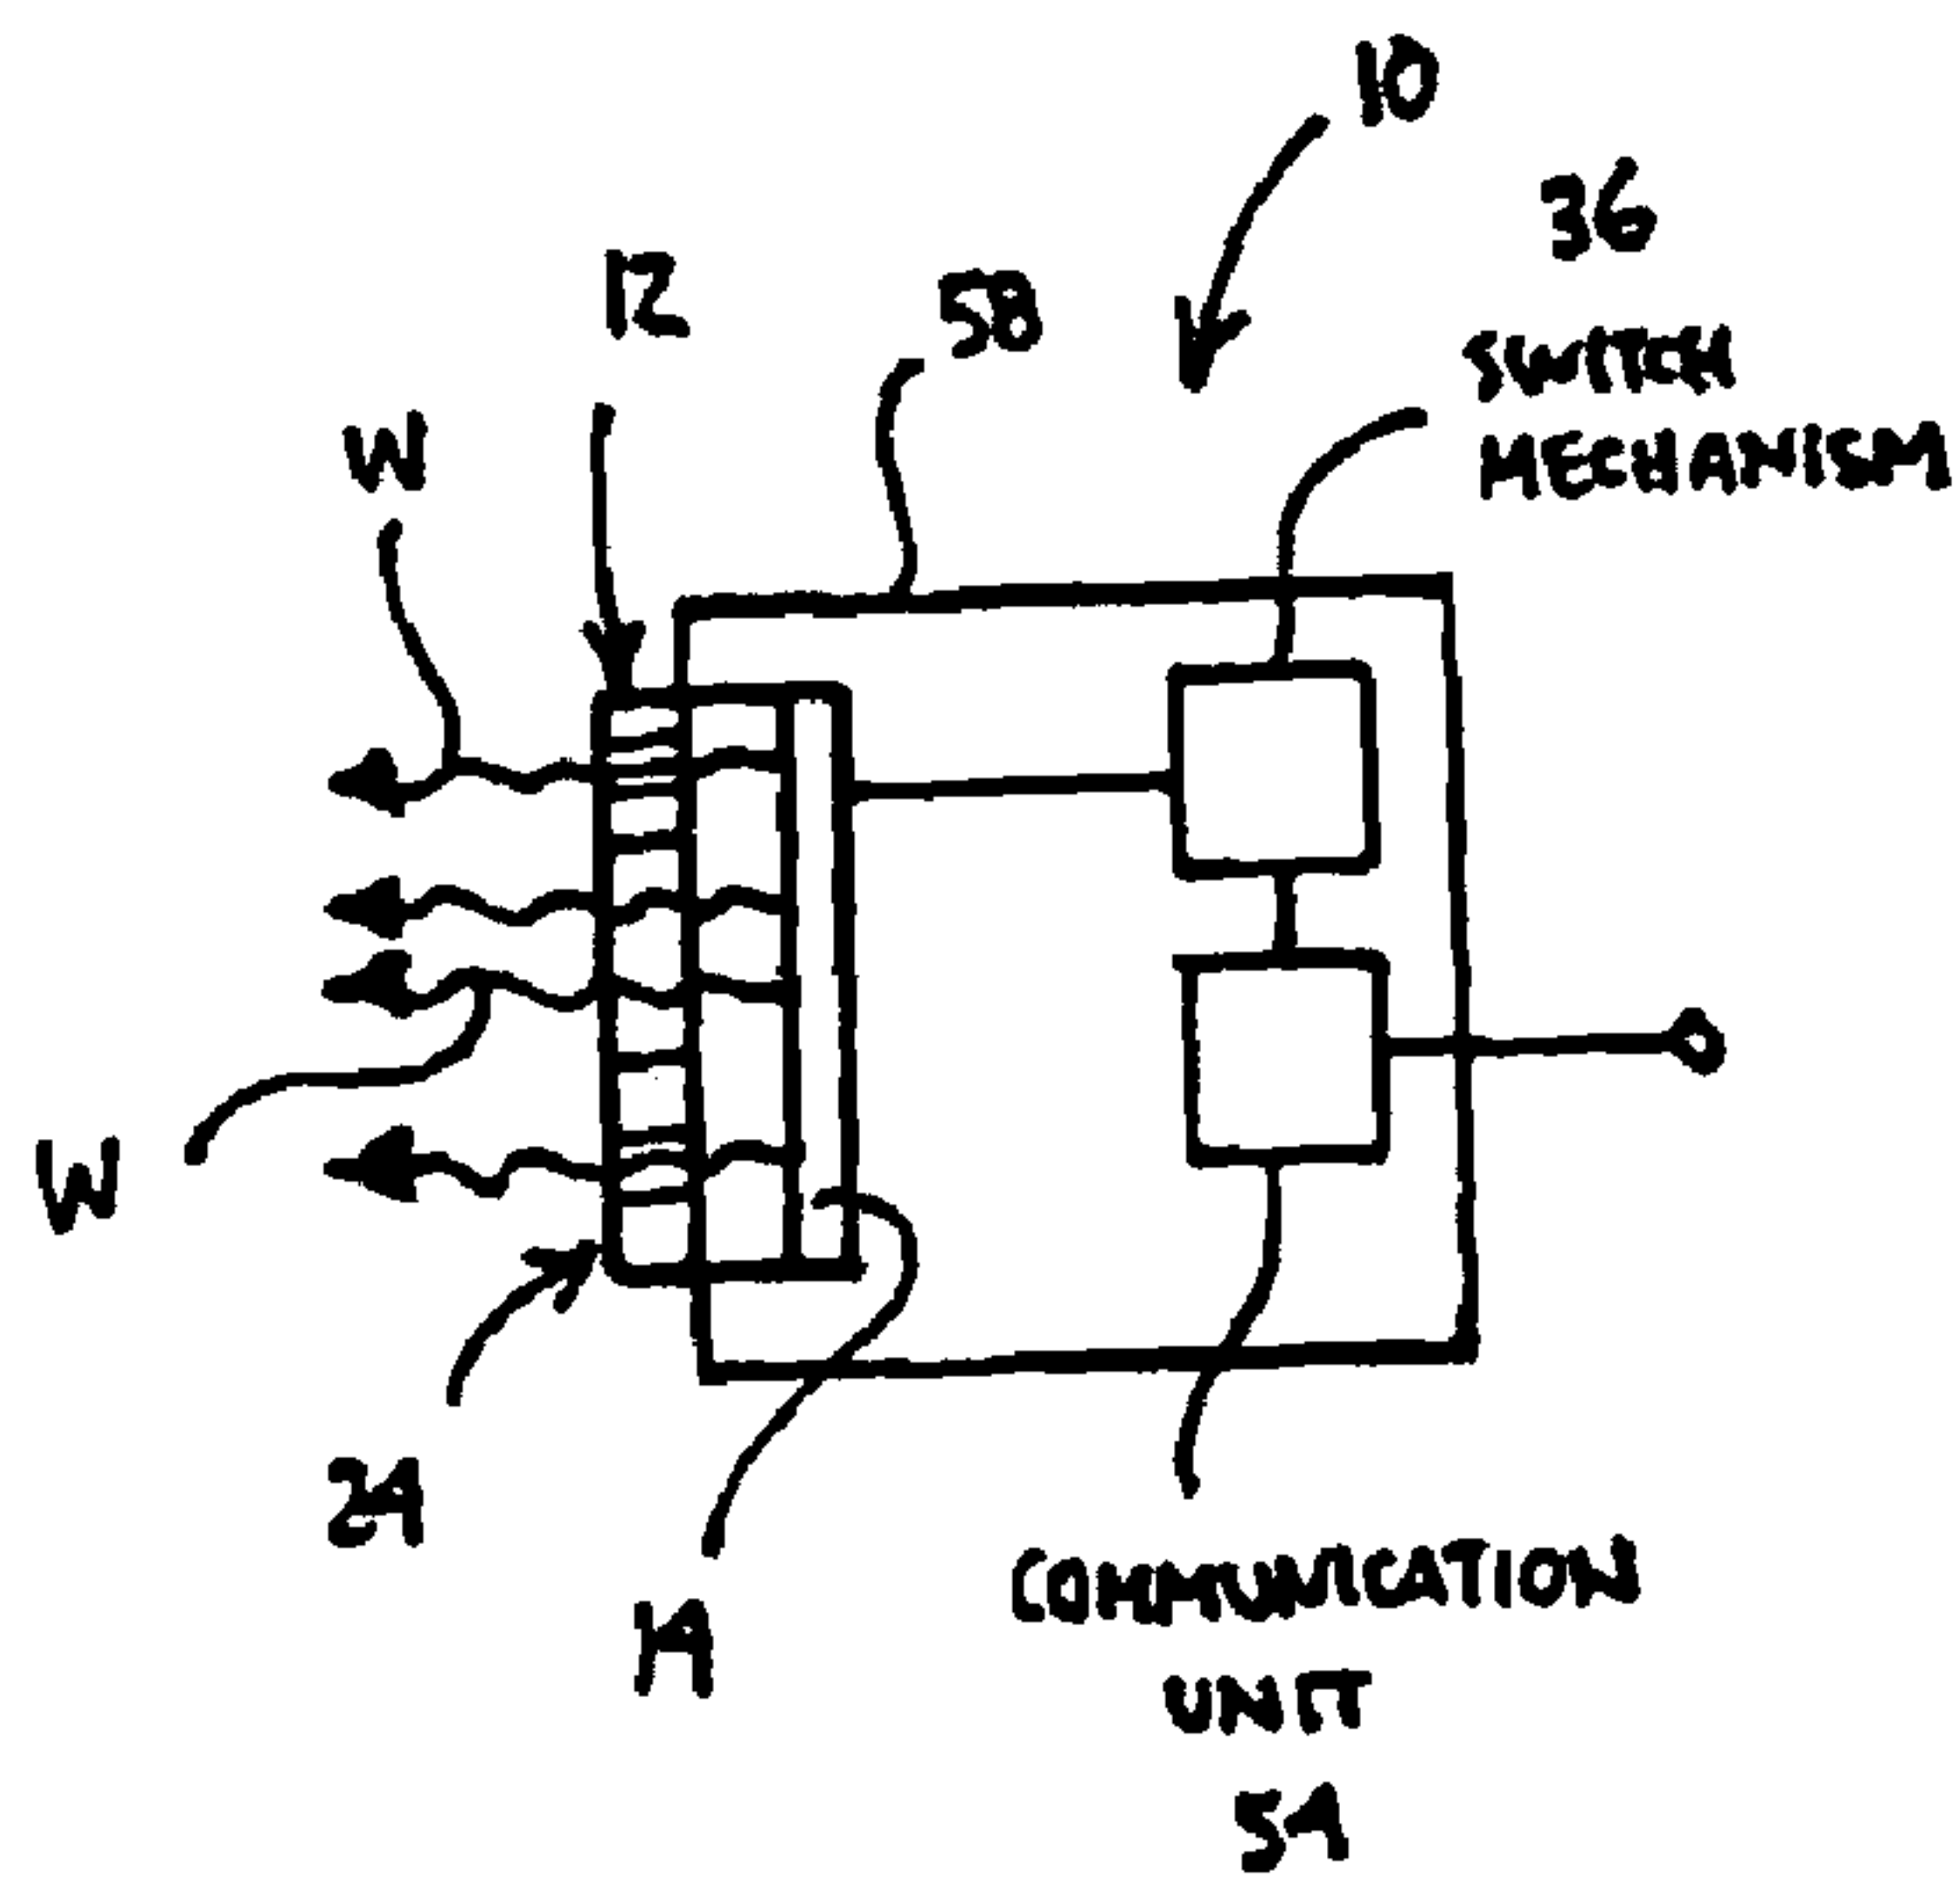 10
36
SWITCH
MECHANISM
12
58
W
W
24
14
COMMUNICATION
UNIT
54